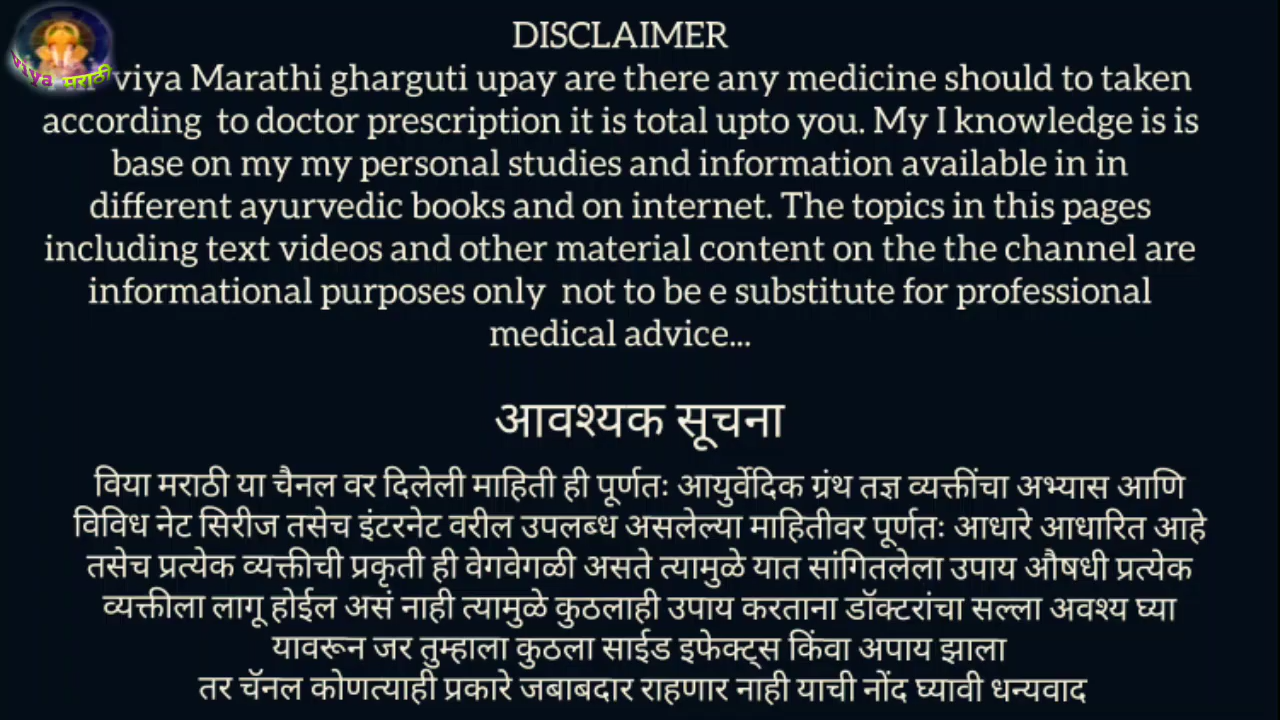 DISCLAIMER
viya मराठी
viya Marathi gharguti upay are there any medicine should to taken
according to doctor prescription it is total upto you. My I knowledge is is
base on my my personal studies and information available in in
different ayurvedic books and on internet. The topics in this pages
including text videos and other material content on the the channel are
informational purposes only not to be e substitute for professional
medical advice...
आवश्यक सूचना
विया मराठी या चैनल वर दिलेली माहिती ही पूर्णतः आयुर्वेदिक ग्रंथ तज्ञ व्यक्तींचा अभ्यास आणि
विविध नेट सिरीज तसेच इंटरनेट वरील उपलब्ध असलेल्या माहितीवर पूर्णतः आधारे आधारित आहे
तसेच प्रत्येक व्यक्तीची प्रकृती ही वेगवेगळी असते त्यामुळे यात सांगितलेला उपाय औषधी प्रत्येक
व्यक्तीला लागू होईल असं नाही त्यामुळे कुठलाही उपाय करताना डॉक्टरांचा सल्ला अवश्य घ्या
यावरून जर तुम्हाला कुठला साईड इफेक्ट्स किंवा अपाय झाला
तर चॅनल कोणत्याही प्रकारे जबाबदार राहणार नाही याची नोंद घ्यावी धन्यवाद